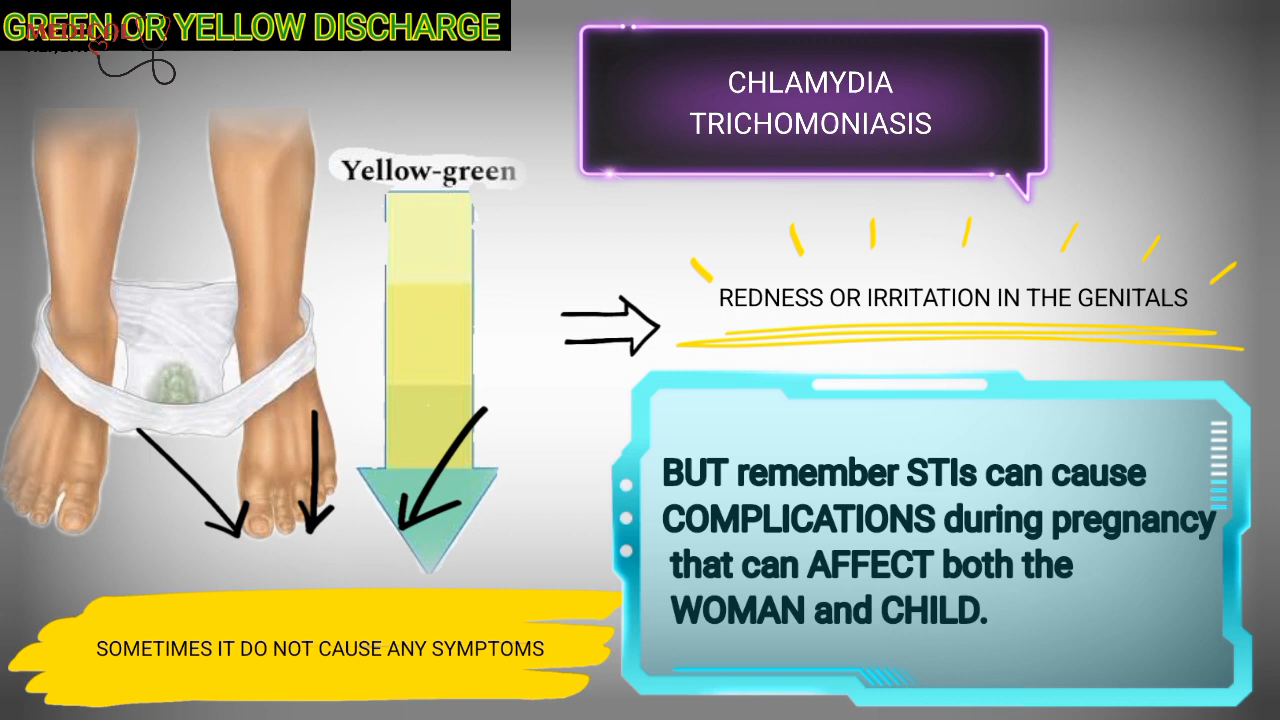 GREEN OR YELLOW DISCHARGE
MEDICAL
CHLAMYDIA
TRICHOMONIASIS
Yellow-green
REDNESS OR IRRITATION IN THE GENITALS
BUT remember STIs can cause
COMPLICATIONS during pregnancy
that can AFFECT both the
WOMAN and CHILD.
SOMETIMES IT DO NOT CAUSE ANY SYMPTOMS